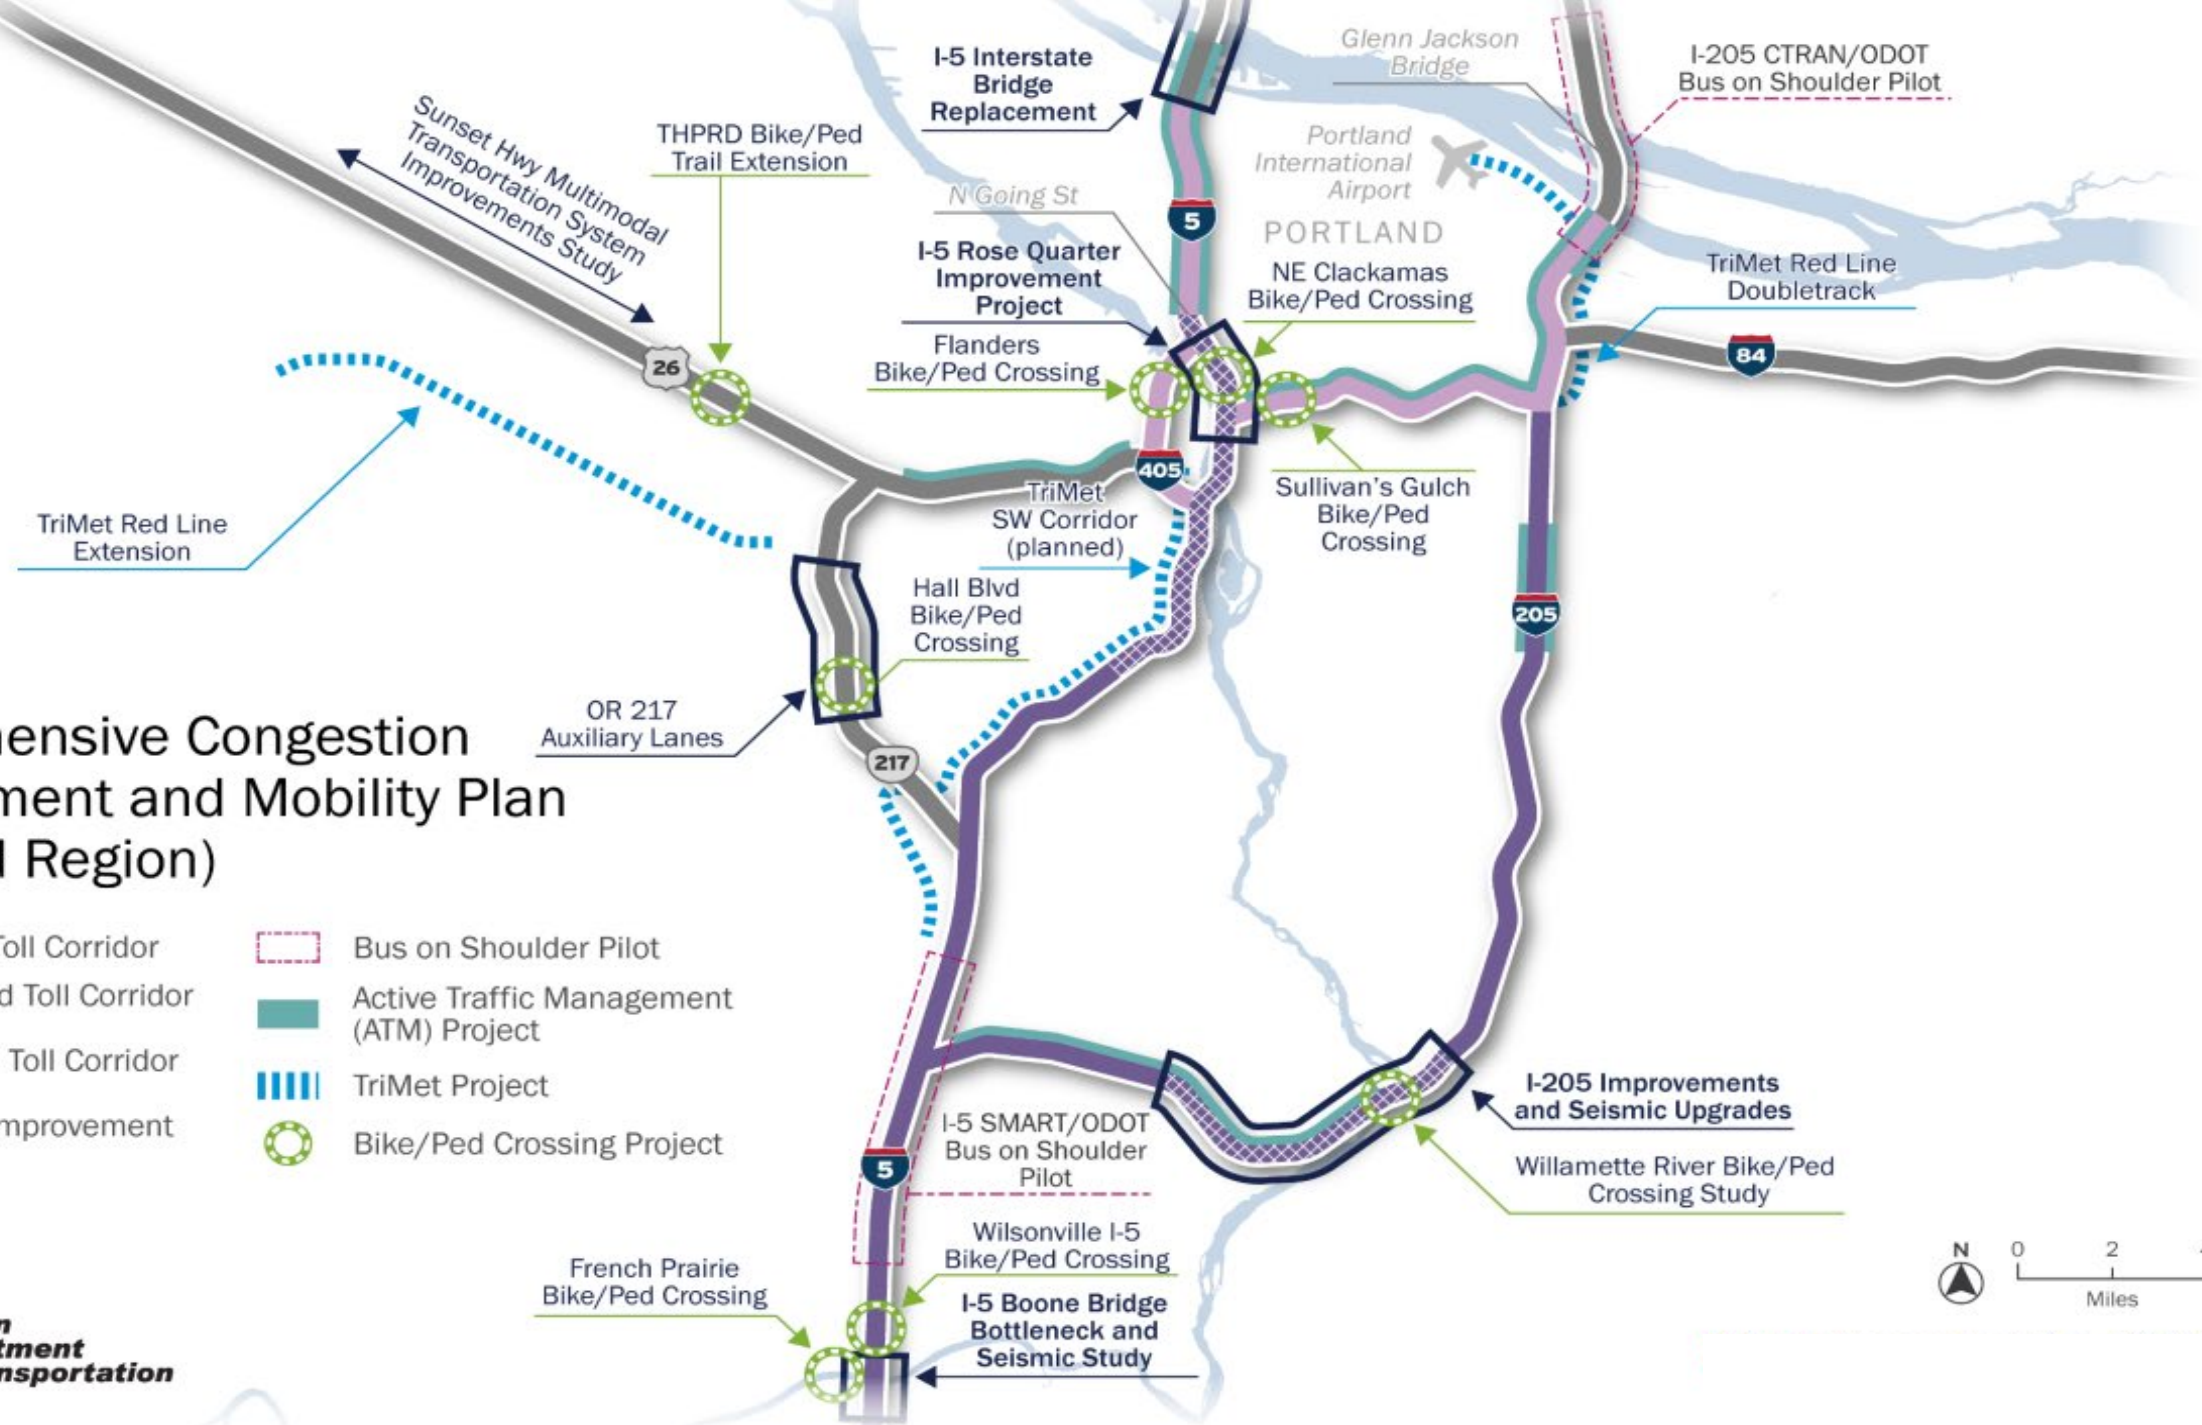 I-5 Interstate
Bridge
Replacement
Glenn Jackson
Bridge
I-205 CTRAN/ODOT
Bus on Shoulder Pilot
Sunset Hwy Multimodal
Transportation System
Improvements Study
THPRD Bike/Ped
Trail Extension
Portland
International
Airport
N Going St
5
PORTLAND
I-5 Rose Quarter
Improvement
Project
NE Clackamas
Bike/Ped Crossing
TriMet Red Line
Doubletrack
Flanders
Bike/Ped Crossing
26
84
405
TriMet
SW Corridor
(planned)
Sullivan's Gulch
Bike/Ped
Crossing
TriMet Red Line
Extension
Hall Blvd
Bike/Ped
Crossing
205
OR 217
Auxiliary Lanes
217
hensive Congestion
ment and Mobility Plan
l Region)
Toll Corridor
d Toll Corridor
Toll Corridor
mprovement
Bus on Shoulder Pilot
Active Traffic Management
(ATM) Project
TriMet Project
Bike/Ped Crossing Project
I-205 Improvements
and Seismic Upgrades
I-5 SMART/ODOT
Bus on Shoulder
Pilot
5
Willamette River Bike/Ped
Crossing Study
Wilsonville I-5
Bike/Ped Crossing
French Prairie
Bike/Ped Crossing
I-5 Boone Bridge
Bottleneck and
Seismic Study
N
0 2
Miles
n
tment
nsportation